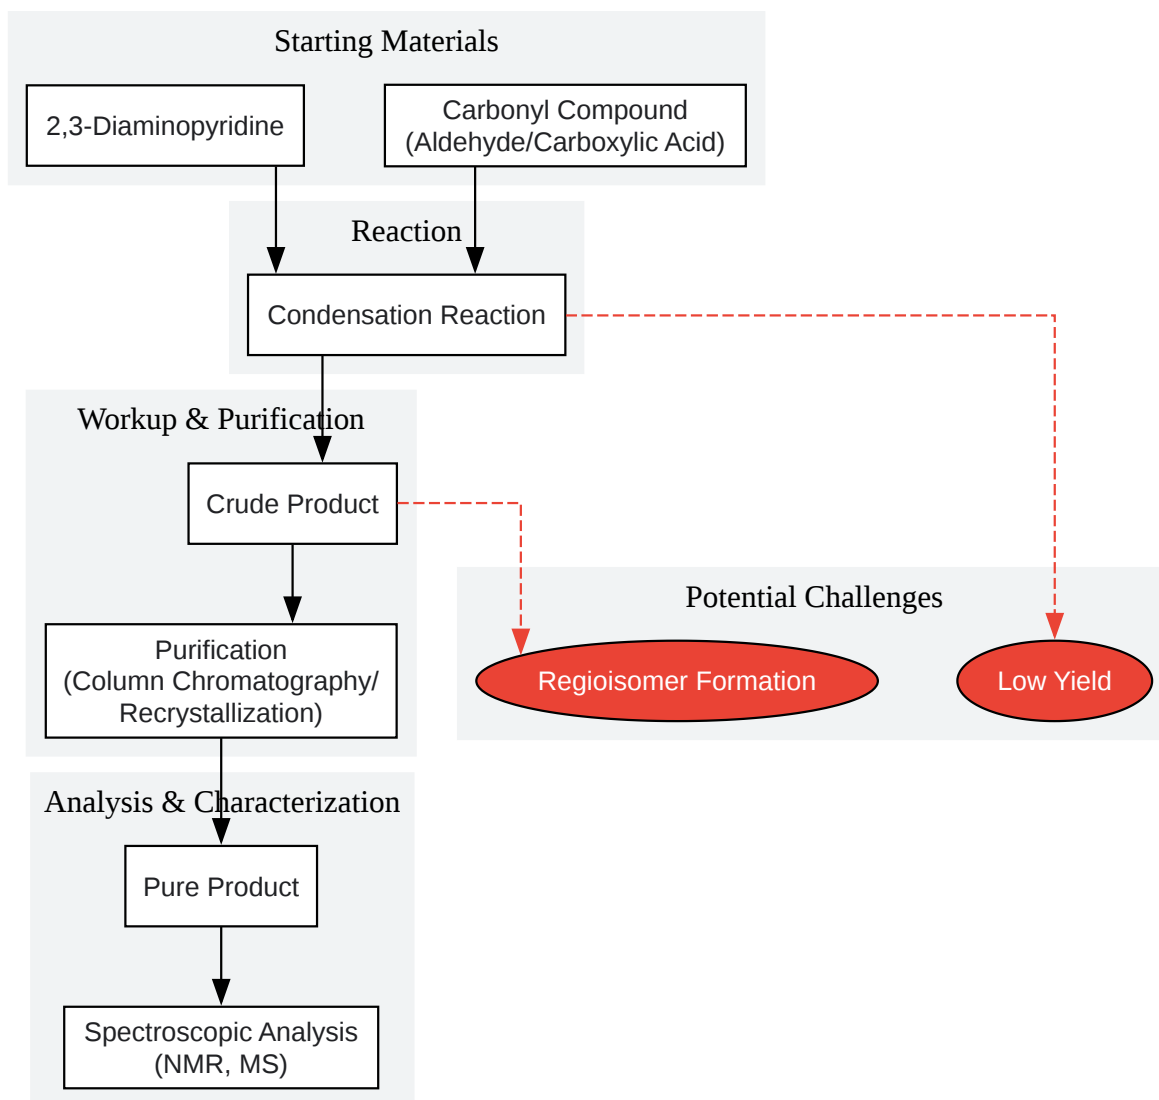 Starting Materials
2,3-Diaminopyridine
Carbonyl Compound
(Aldehyde/Carboxylic Acid)
Reaction
Condensation Reaction
Workup & Purification
Crude Product
Potential Challenges
Purification
(Column Chromatography/
Recrystallization)
Regioisomer Formation
Low Yield
Analysis & Characterization
Pure Product
Spectroscopic Analysis
(NMR, MS)